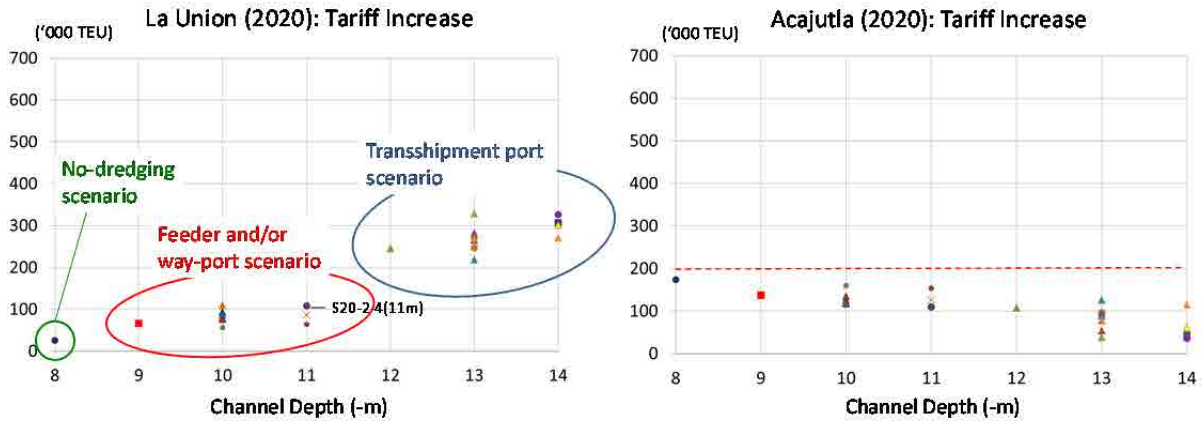 La Union (2020): Tariff Increase
('000 TEU)
700
600
500
400
300
200
100
0
No-dredging
scenario
Feeder and/or
way-port scenario
Transshipment port
scenario
S20-2-4(11m)
8 9 10 11 12 13 14
Channel Depth (-m)
Acajutla (2020): Tariff Increase
('000 TEU)
700
600
500
400
300
200
100
0
8 9 10 11 12 13 14
Channel Depth (-m)